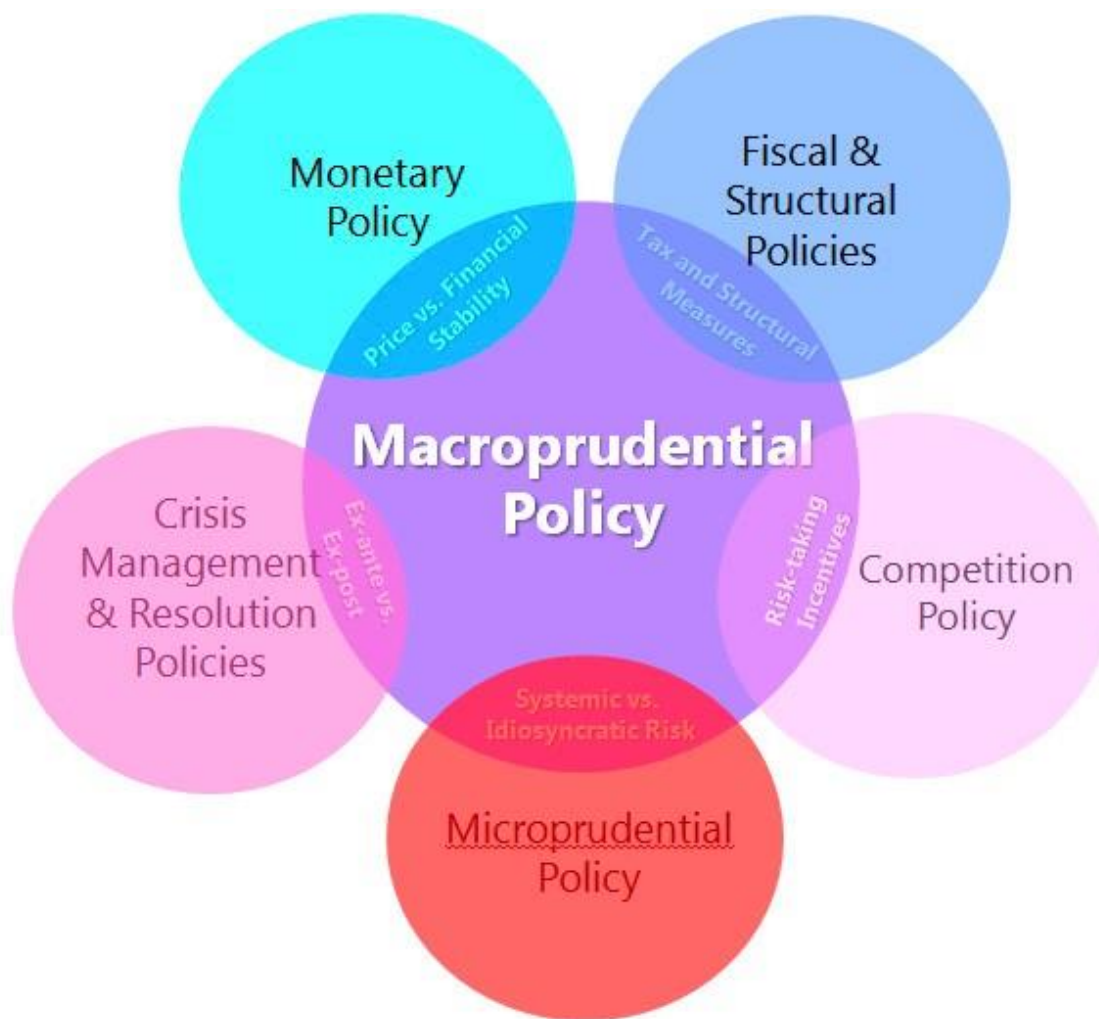 Monetary
Policy
Fiscal &
Structural
Policies
Price vs. Financial
Stability
Tax and Structural
Measures
Macroprudential
Policy
Crisis
Management
& Resolution
Policies
Ex-ante vs.
Ex-post
Risk-taking
Incentives
Competition
Policy
Systemic vs.
Idiosyncratic Risk
Microprudential
Policy